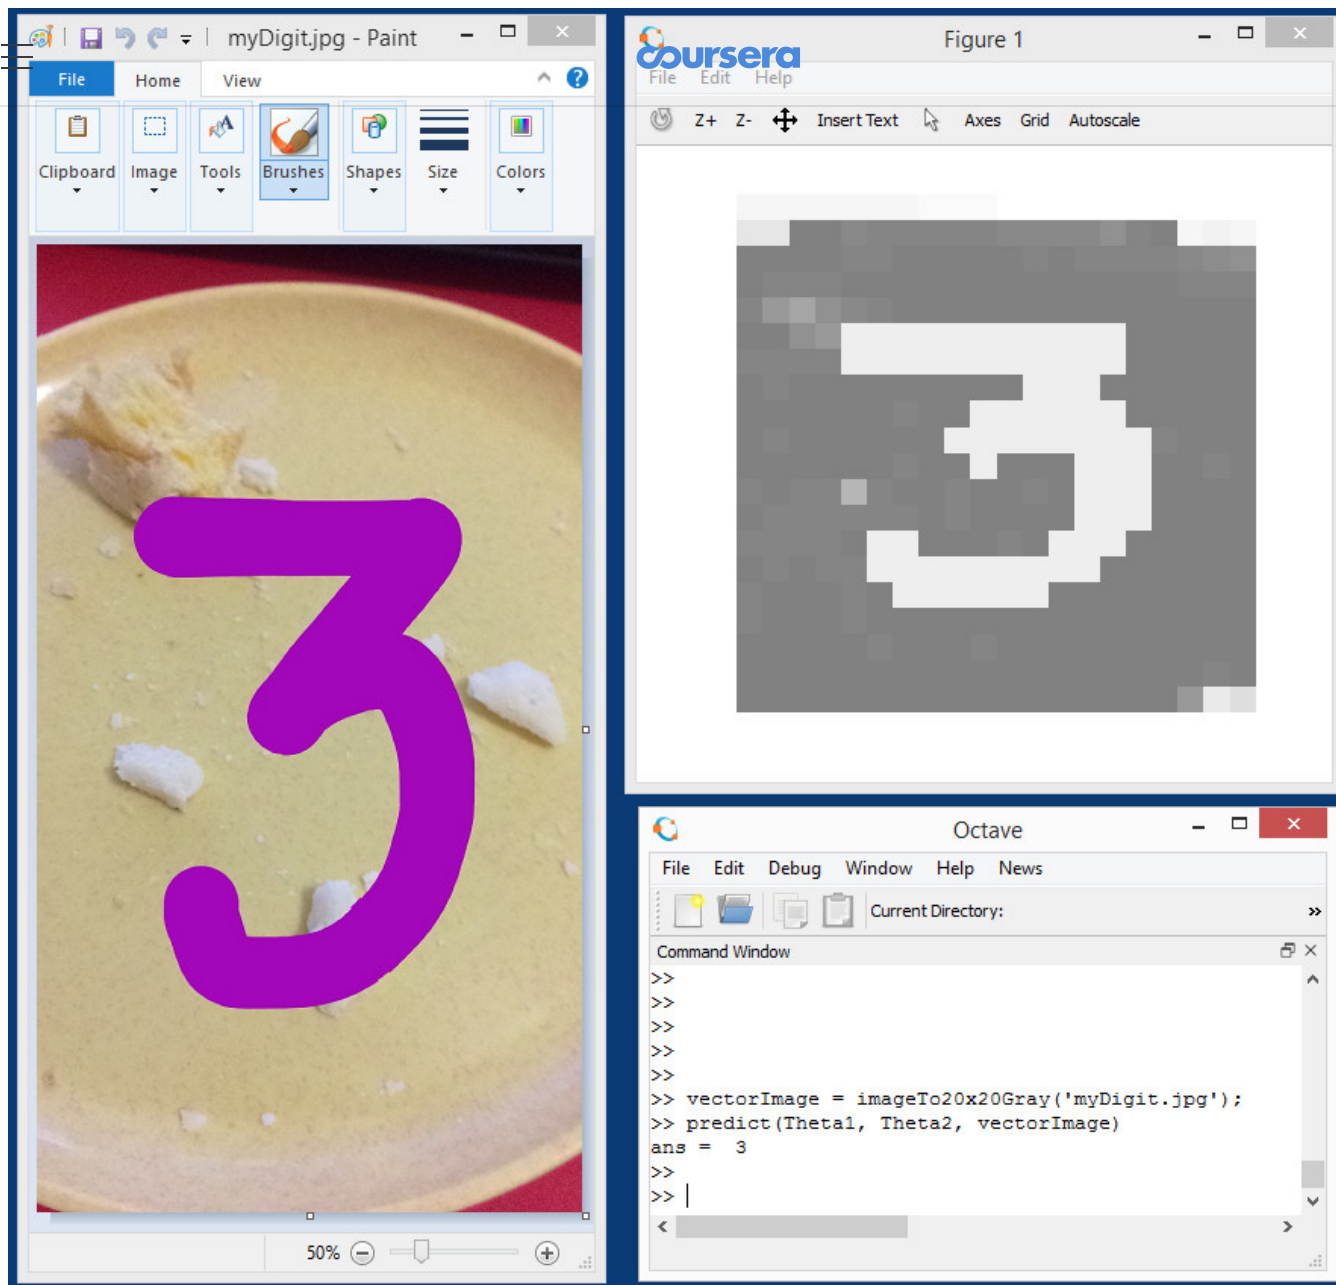 myDigit.jpg - Paint
File Home View
Clipboard Image Tools Brushes Shapes Size Colors
3
50%
Figure 1
coursera
File Edit Help
Z+ Z- Insert Text Axes Grid Autoscale
3
Octave
File Edit Debug Window Help News
Current Directory:
Command Window
>>
>>
>>
>>
>>
>> vectorImage = imageTo20x20Gray('myDigit.jpg');
>> predict(Theta1, Theta2, vectorImage)
ans =  3
>>
>>